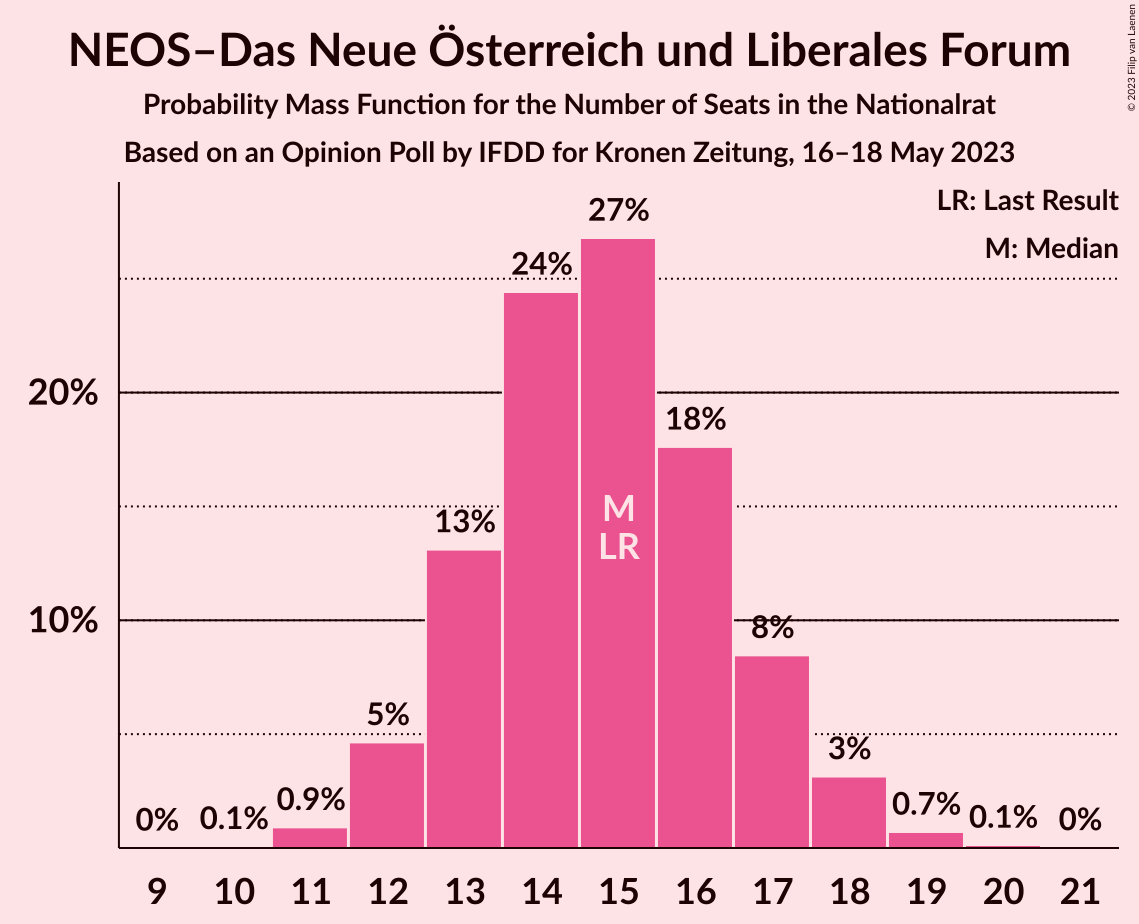 NEOS–Das Neue Österreich und Liberales Forum
Probability Mass Function for the Number of Seats in the Nationalrat
Based on an Opinion Poll by IFDD for Kronen Zeitung, 16–18 May 2023
© 2023 Filip van Laenen
LR: Last Result
M: Median
27%
24%
20%
18%
M
13%
LR
10%
8%
5%
3%
0.9%
0.7%
0% 0.1% 0.1% 0%
9 10 11 12 13 14 15 16 17 18 19 20 21